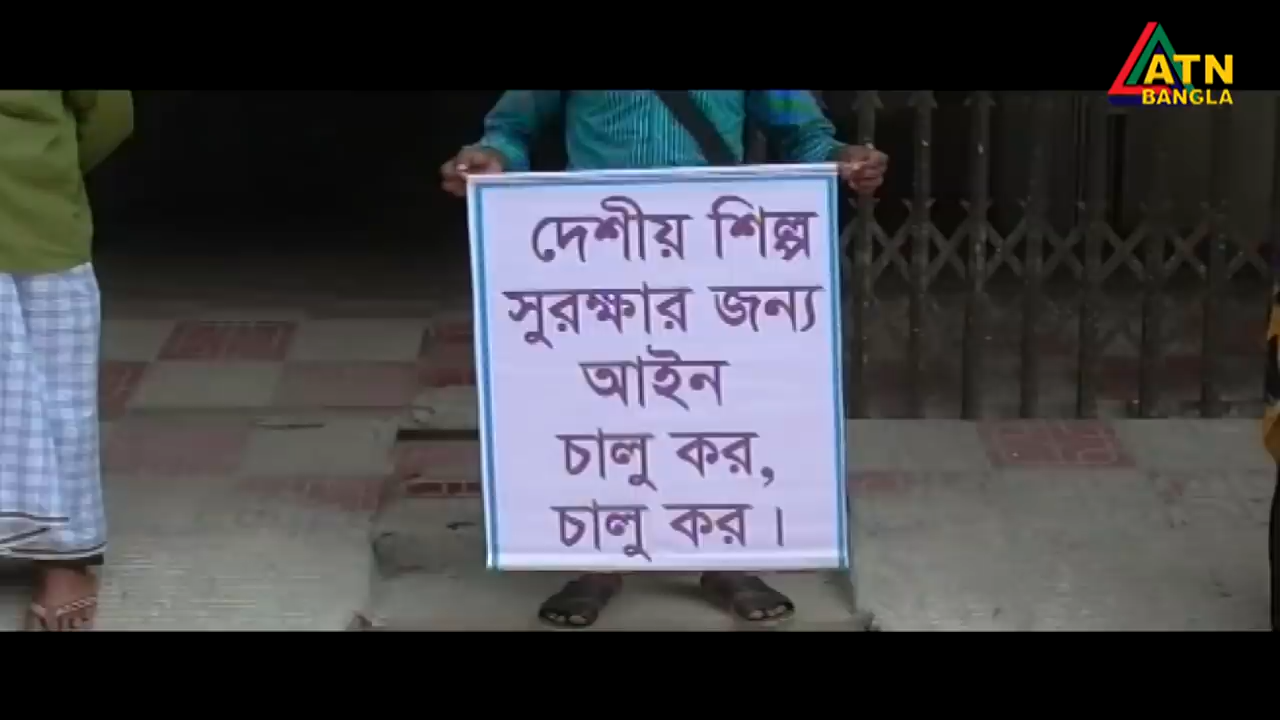 ATN
BANGLA
দেশীয় শিল্প
সুরক্ষার জন্য
আইন
চালু কর,
চালু কর।